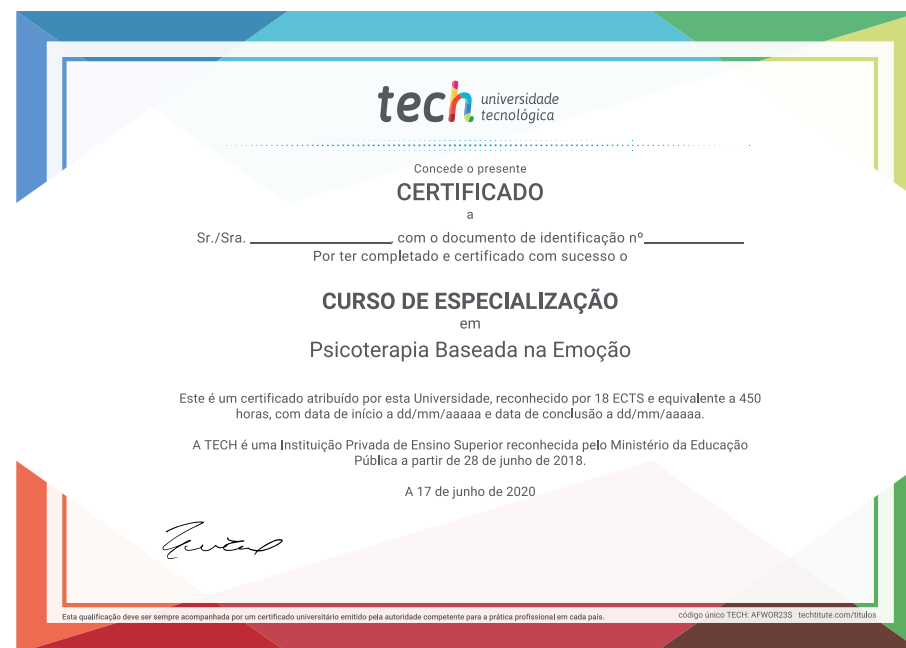 tech universidade
tecnológica
Concede o presente
CERTIFICADO
a
Sr./Sra. ____________, com o documento de identificação nº____________
Por ter completado e certificado com sucesso o
CURSO DE ESPECIALIZAÇÃO
em
Psicoterapia Baseada na Emoção
Este é um certificado atribuído por esta Universidade, reconhecido por 18 ECTS e equivalente a 450
horas, com data de início a dd/mm/aaaaa e data de conclusão a dd/mm/aaaaa.
A TECH é uma Instituição Privada de Ensino Superior reconhecida pelo Ministério da Educação
Pública a partir de 28 de junho de 2018.
A 17 de junho de 2020
Esta qualificação deve ser sempre acompanhada por um certificado universitário emitido pela autoridade competente para a prática profissional em cada país.
código único TECH: AFWOR23S techtitute.com/titulos